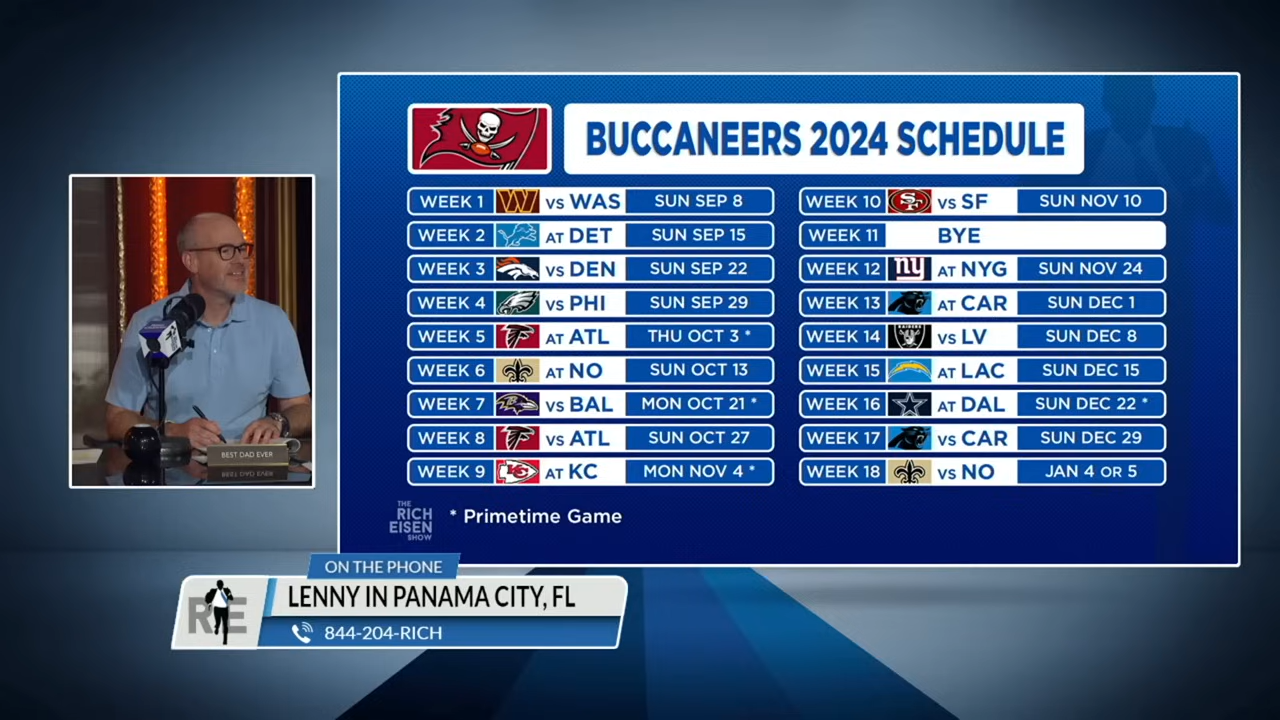 BUCCANEERS 2024 SCHEDULE
WEEK 1 W VS WAS SUN SEP 8
WEEK 2 AT DET SUN SEP 15
WEEK 3 VS DEN SUN SEP 22
WEEK 4 VS PHI SUN SEP 29
WEEK 5 AT ATL THU OCT 3 *
WEEK 6 AT NO SUN OCT 13
WEEK 7 VS BAL MON OCT 21 *
WEEK 8 VS ATL SUN OCT 27
WEEK 9 KC AT KC MON NOV 4 *
WEEK 10 SF VS SF SUN NOV 10
WEEK 11 BYE
WEEK 12 ny AT NYG SUN NOV 24
WEEK 13 AT CAR SUN DEC 1
WEEK 14 RAIDERS VS LV SUN DEC 8
WEEK 15 AT LAC SUN DEC 15
WEEK 16 AT DAL SUN DEC 22 *
WEEK 17 VS CAR SUN DEC 29
WEEK 18 VS NO JAN 4 OR 5
THE
RICH
EISEN
SHOW
* Primetime Game
BEST DAD EVER
ON THE PHONE
RE
LENNY IN PANAMA CITY, FL
844-204-RICH